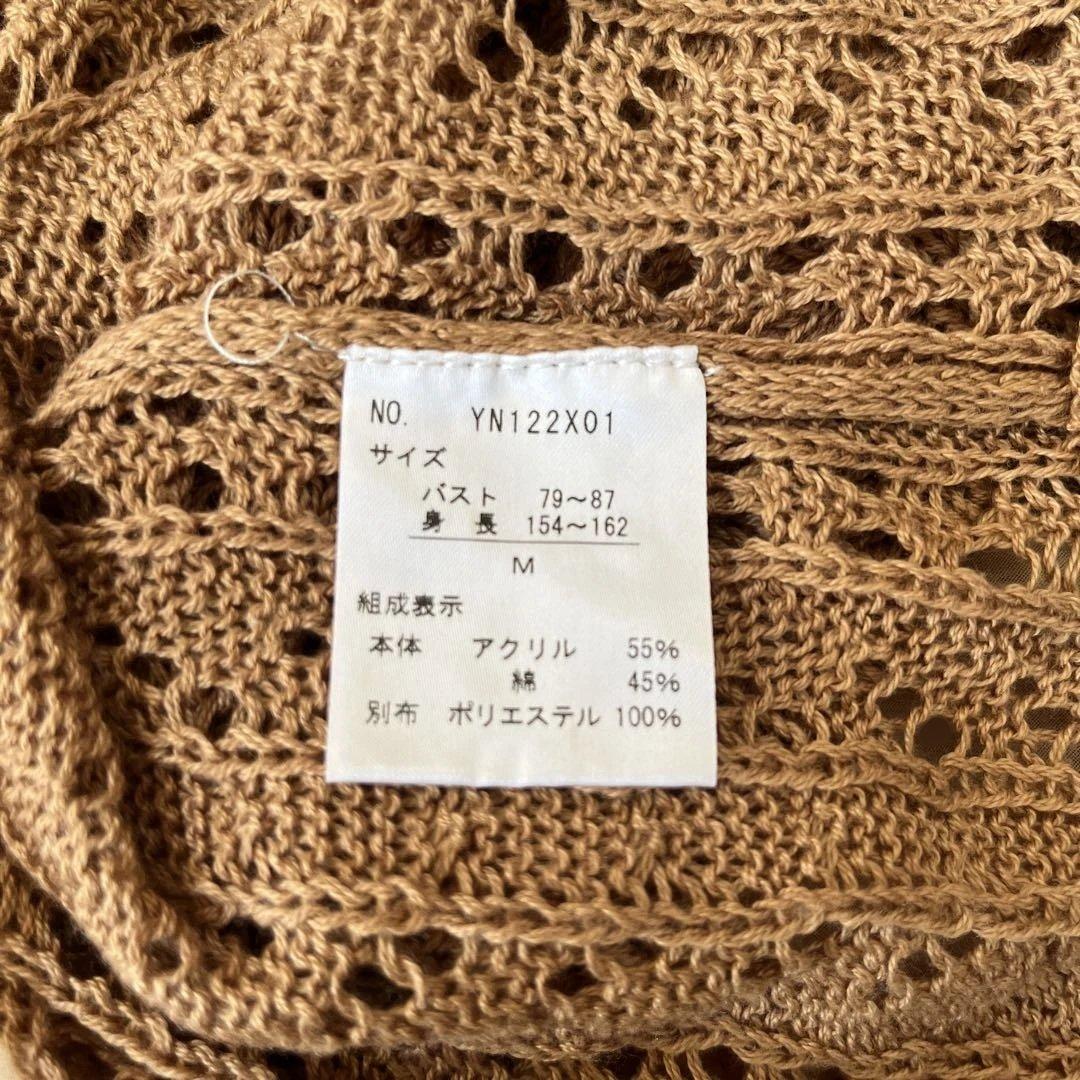 NO. YN122X01
サイズ
バスト 79〜87
身 長 154〜162
M
組成表示
本体 アクリル 55%
綿 45%
別布 ポリエステル 100%